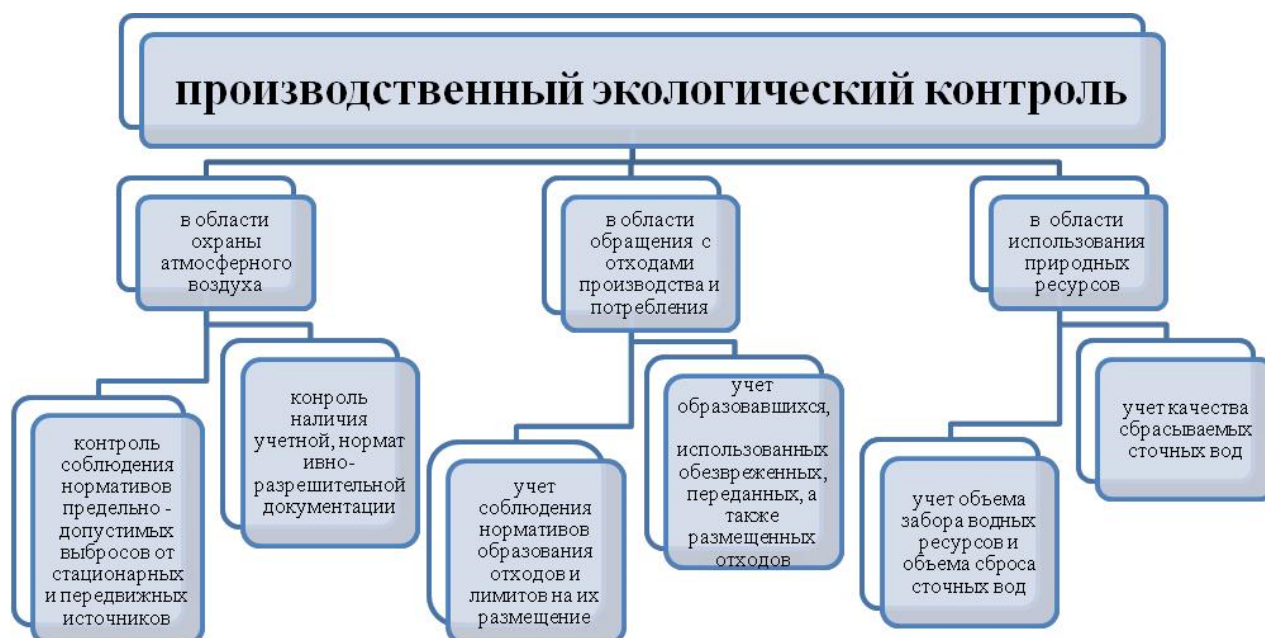 производственный экологический контроль
в области
охраны
атмосферного
воздуха
контроль
соблюдения
нормативов
предельно -
допустимых
выбросов от
стационарных
и передвижных
источников
конроль
наличия
учетной, нормат
ивно-
разрешительной
документации
в области
обращения с
отходами
производства и
потребления
учет
соблюдения
нормативов
образования
отходов и
лимитов на их
размещение
учет
образовавшихся,
использованных
обезвреженных,
переданных, а
также
размещенных
отходов
в области
использования
природных
ресурсов
учет объема
забора водных
ресурсов и
объема сброса
сточных вод
учет качества
сбрасываемых
сточных вод